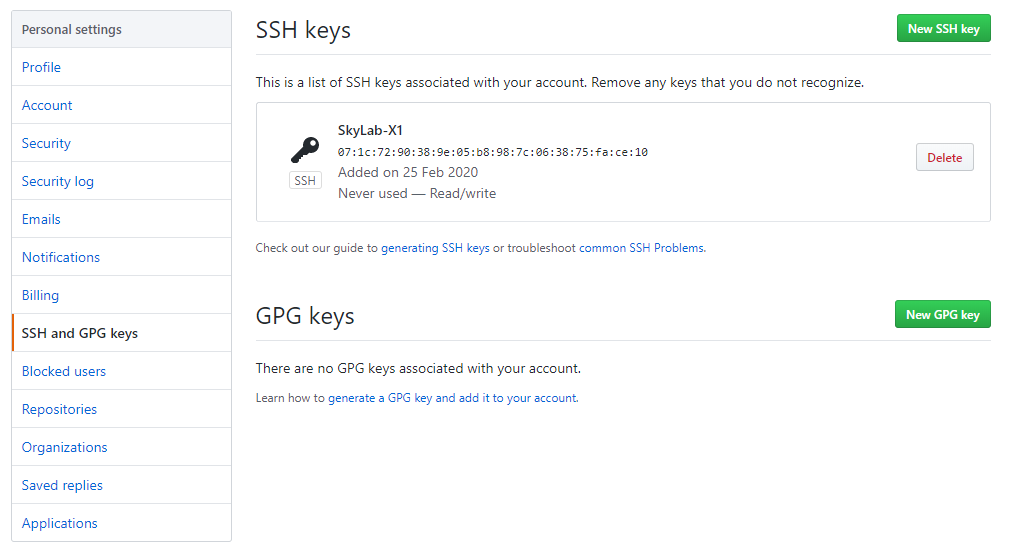 Personal settings
Profile
Account
Security
Security log
Emails
Notifications
Billing
SSH and GPG keys
Blocked users
Repositories
Organizations
Saved replies
Applications
SSH keys
New SSH key
This is a list of SSH keys associated with your account. Remove any keys that you do not recognize.
SkyLab-X1
07:1c:72:90:38:9e:05:b8:98:7c:06:38:75:fa:ce:10
Added on 25 Feb 2020
Never used — Read/write
SSH
Delete
Check out our guide to generating SSH keys or troubleshoot common SSH Problems.
GPG keys
New GPG key
There are no GPG keys associated with your account.
Learn how to generate a GPG key and add it to your account.